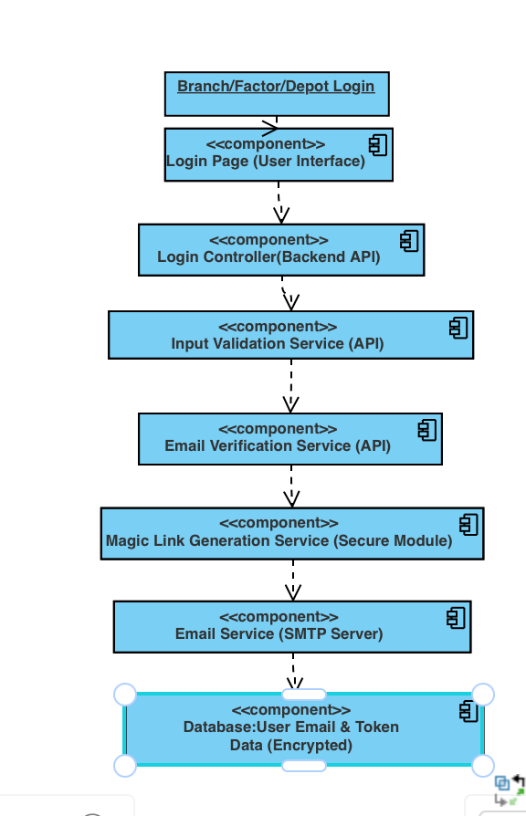 Branch/Factor/Depot Login
<<component>>
Login Page (User Interface)
<<component>>
Login Controller(Backend API)
<<component>>
Input Validation Service (API)
<<component>>
Email Verification Service (API)
<<component>>
Magic Link Generation Service (Secure Module)
<<component>>
Email Service (SMTP Server)
<<component>>
Database:User Email & Token
Data (Encrypted)